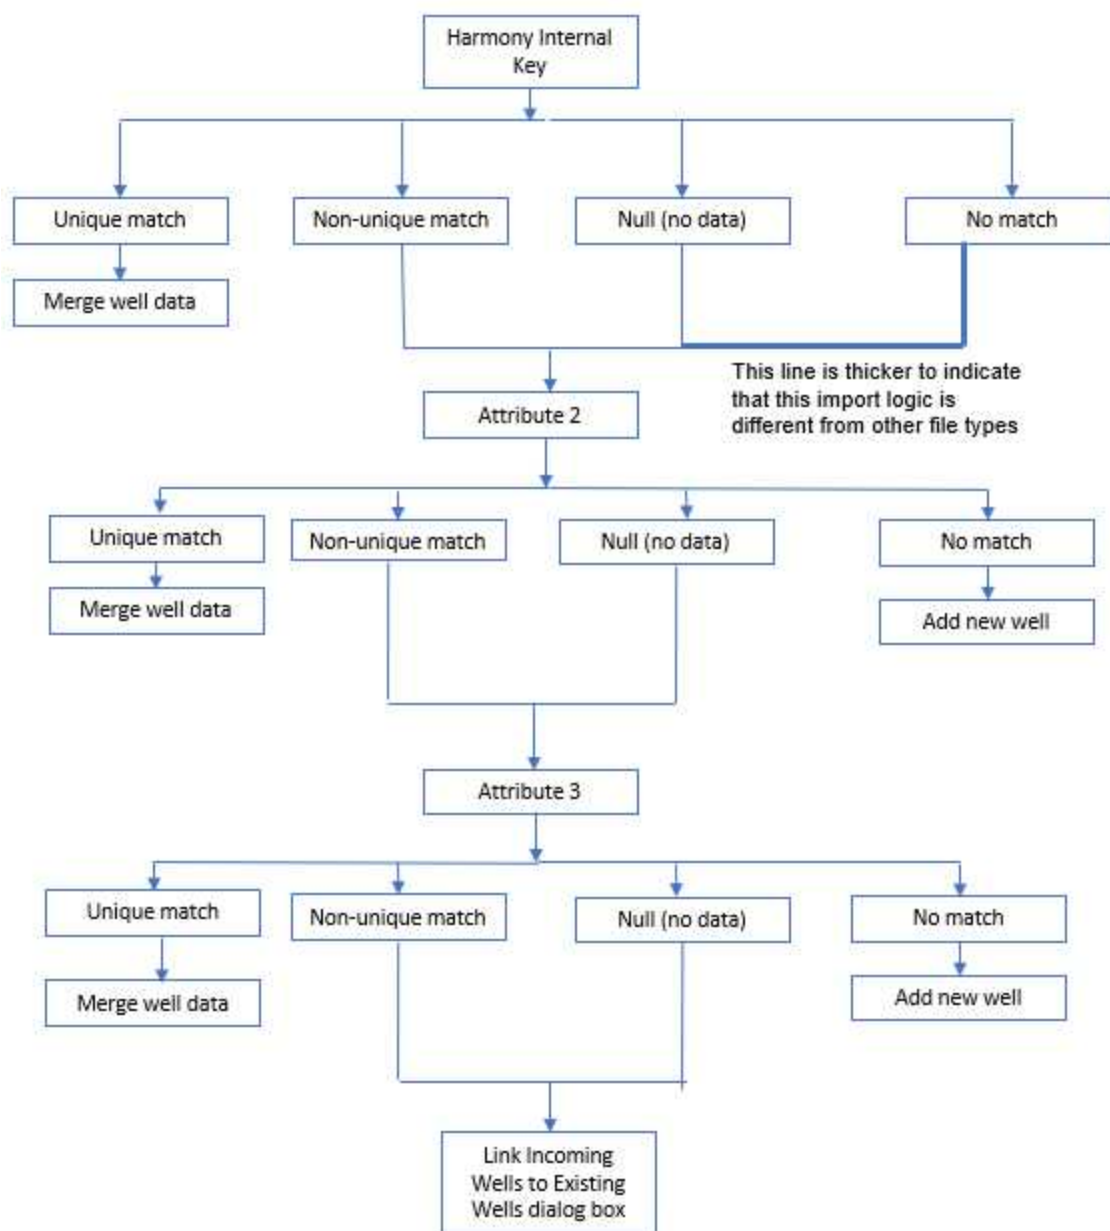 Harmony Internal
Key
Unique match
Non-unique match
Null (no data)
No match
Merge well data
This line is thicker to indicate
that this import logic is
different from other file types
Attribute 2
Unique match
Non-unique match
Null (no data)
No match
Merge well data
Add new well
Attribute 3
Unique match
Non-unique match
Null (no data)
No match
Merge well data
Add new well
Link Incoming
Wells to Existing
Wells dialog box